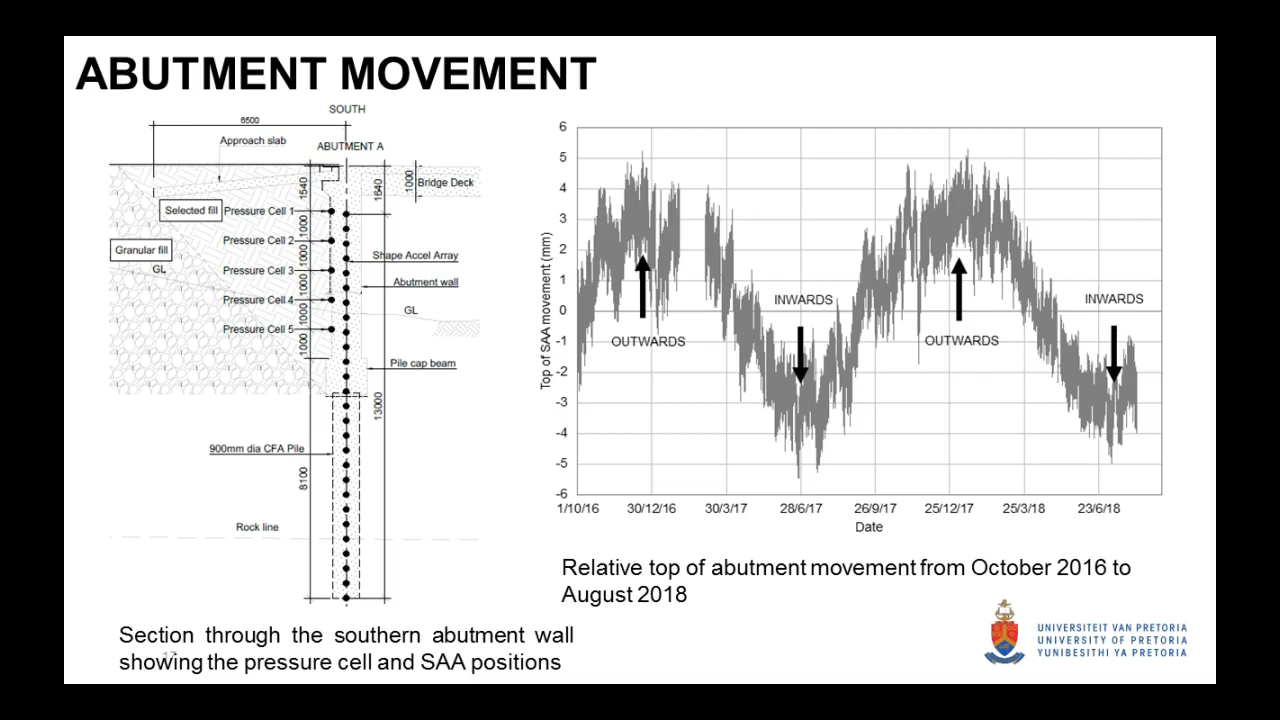 ABUTMENT MOVEMENT
SOUTH
6500
Approach slab
ABUTMENT A
1540
1640
1000
Bridge Deck
Selected fill
Pressure Cell 1
1000
Pressure Cell 2
Granular fill
1000
Shape Accel Array
GL
Pressure Cell 3
1000
Abutment wall
Pressure Cell 4
GL
1000
Pressure Cell 5
1000
Pile cap beam
13000
900mm dia CFA Pile
8100
Rock line
Section through the southern abutment wall
showing the pressure cell and SAA positions
17
Top of SAA movement (mm)
6
5
4
3
2
1
0
-1
-2
-3
-4
-5
-6
OUTWARDS
INWARDS
OUTWARDS
INWARDS
1/10/16 30/12/16 30/3/17 28/6/17 26/9/17 25/12/17 25/3/18 23/6/18
Date
Relative top of abutment movement from October 2016 to
August 2018
UNIVERSITEIT VAN PRETORIA
UNIVERSITY OF PRETORIA
YUNIBESITHI YA PRETORIA